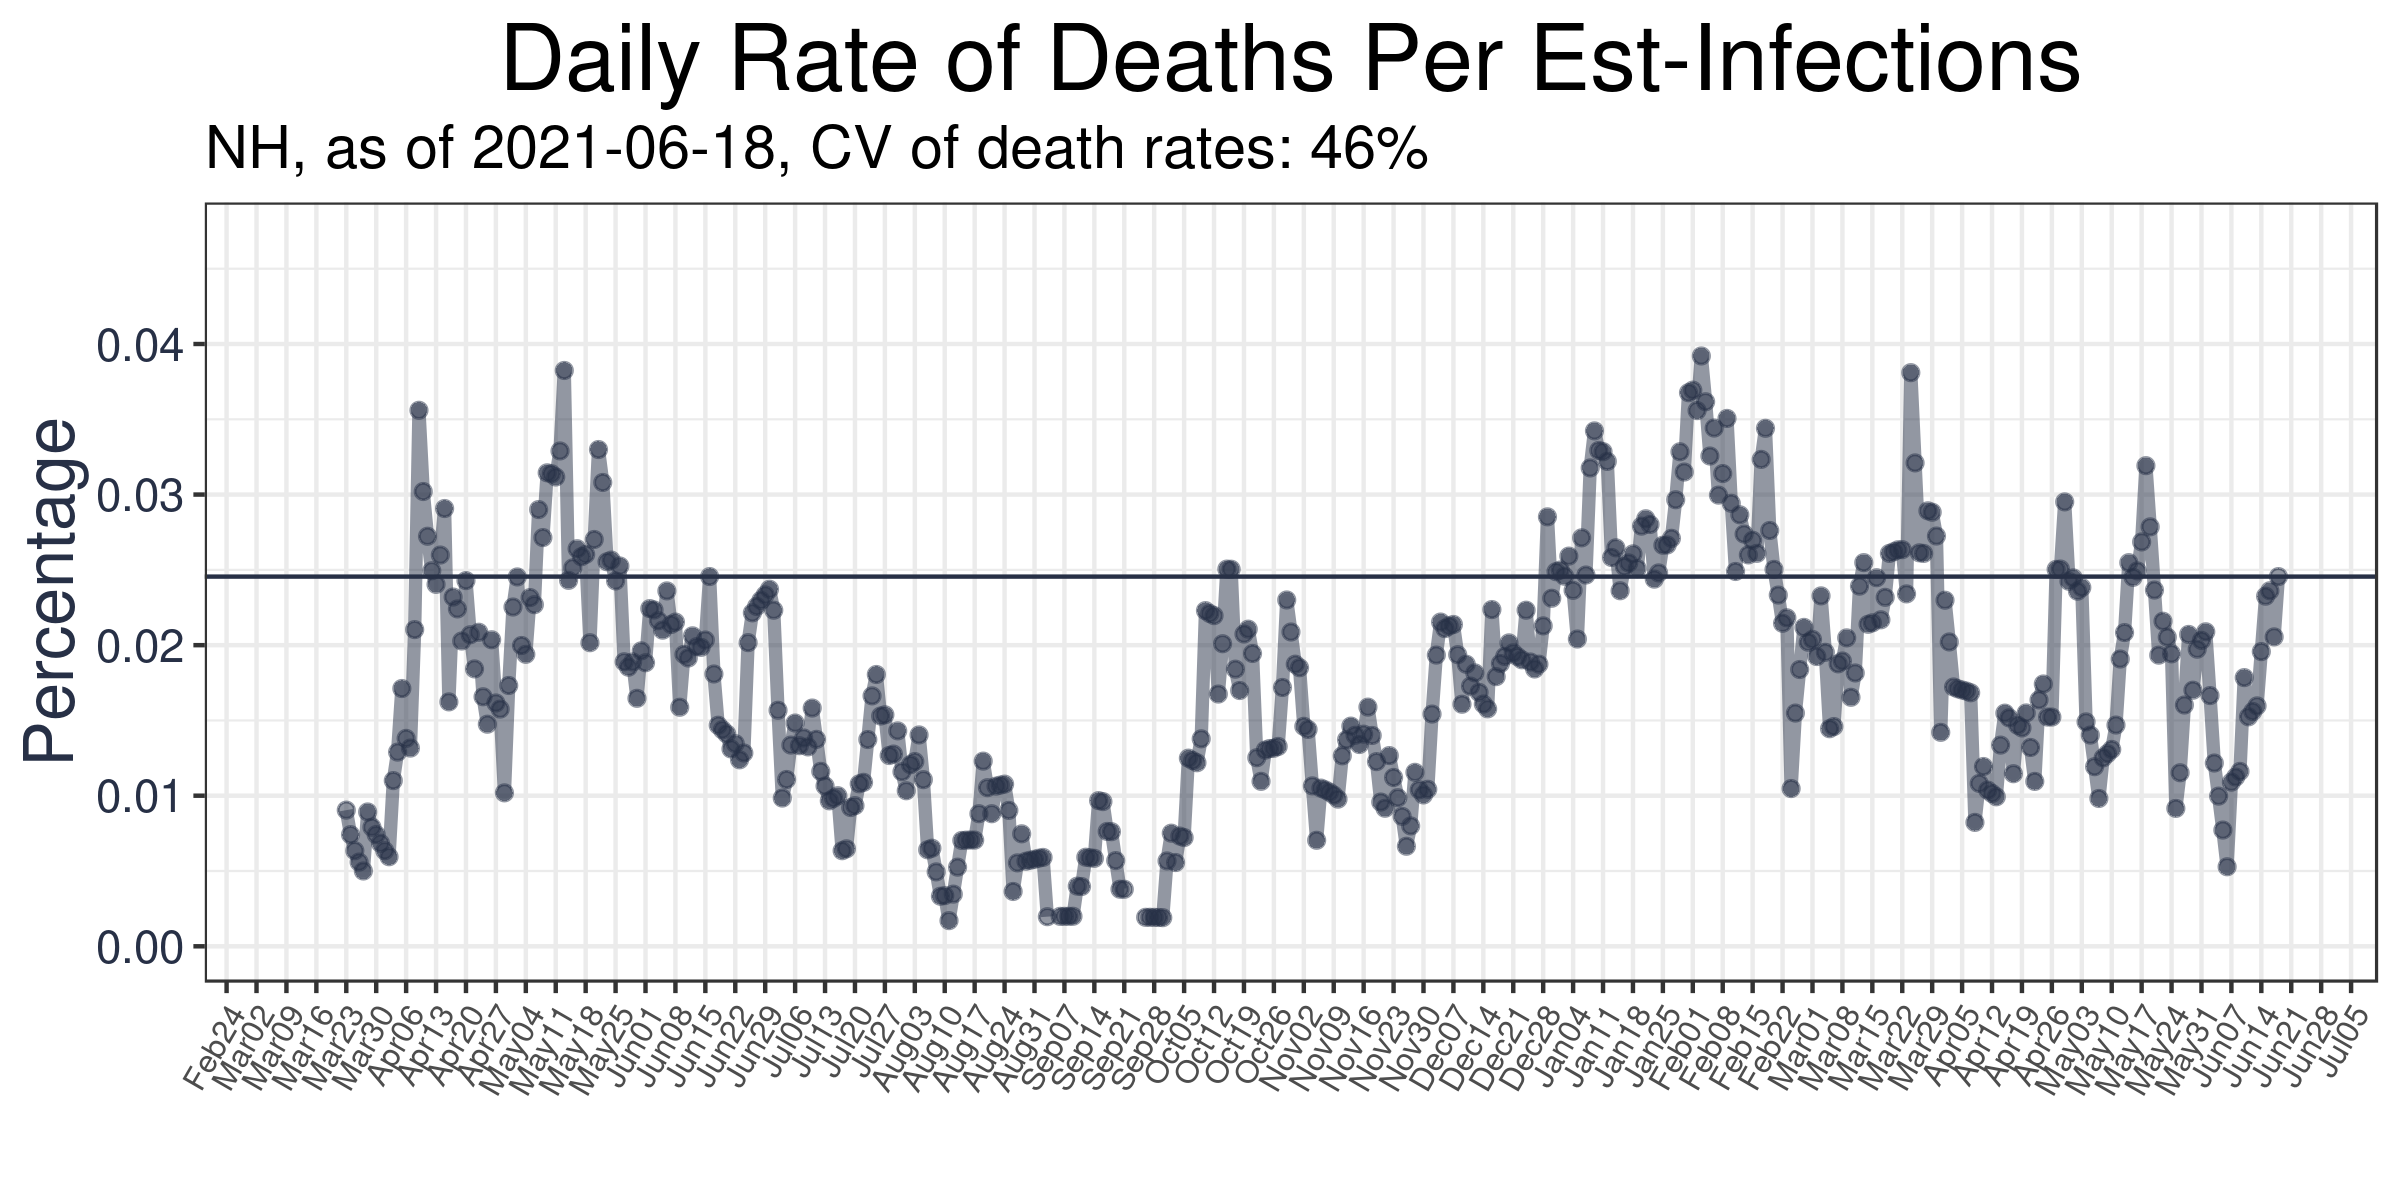 Daily Rate of Deaths Per Est-Infections
NH, as of 2021-06-18, CV of death rates: 46%
Percentage
0.04
0.03
0.02
0.01
0.00
Feb24
Mar02
Mar09
Mar16
Mar23
Mar30
Apr06
Apr13
Apr20
Apr27
May04
May11
May18
May25
Jun01
Jun08
Jun15
Jun22
Jun29
Jul06
Jul13
Jul20
Jul27
Aug03
Aug10
Aug17
Aug24
Aug31
Sep07
Sep14
Sep21
Sep28
Oct05
Oct12
Oct19
Oct26
Nov02
Nov09
Nov16
Nov23
Nov30
Dec07
Dec14
Dec21
Dec28
Jan04
Jan11
Jan18
Jan25
Feb01
Feb08
Feb15
Feb22
Mar01
Mar08
Mar15
Mar22
Mar29
Apr05
Apr12
Apr19
Apr26
May03
May10
May17
May24
May31
Jun07
Jun14
Jun21
Jun28
Jul05